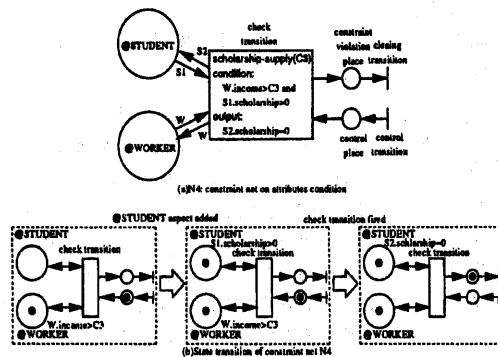 check
transition
constraint
violation closing
place transition
@STUDENT
S2
S1
scholarship-supply(C3)
condition:
W.income>C3 and
S1.scholarship>0
output:
S2.scholarship=0
W
W
@WORKER
control control
place transition
(a)N4: constraint net on attributes condition
@STUDENT aspect added
check transition fired
@STUDENT
check transition
W.income>C3
@WORKER
@STUDENT
S1.scholarship>0
check transition
W.income>C3
@WORKER
@STUDENT
S2.schlarship=0
check transition
@WORKER
(b)State transition of constraint net N4